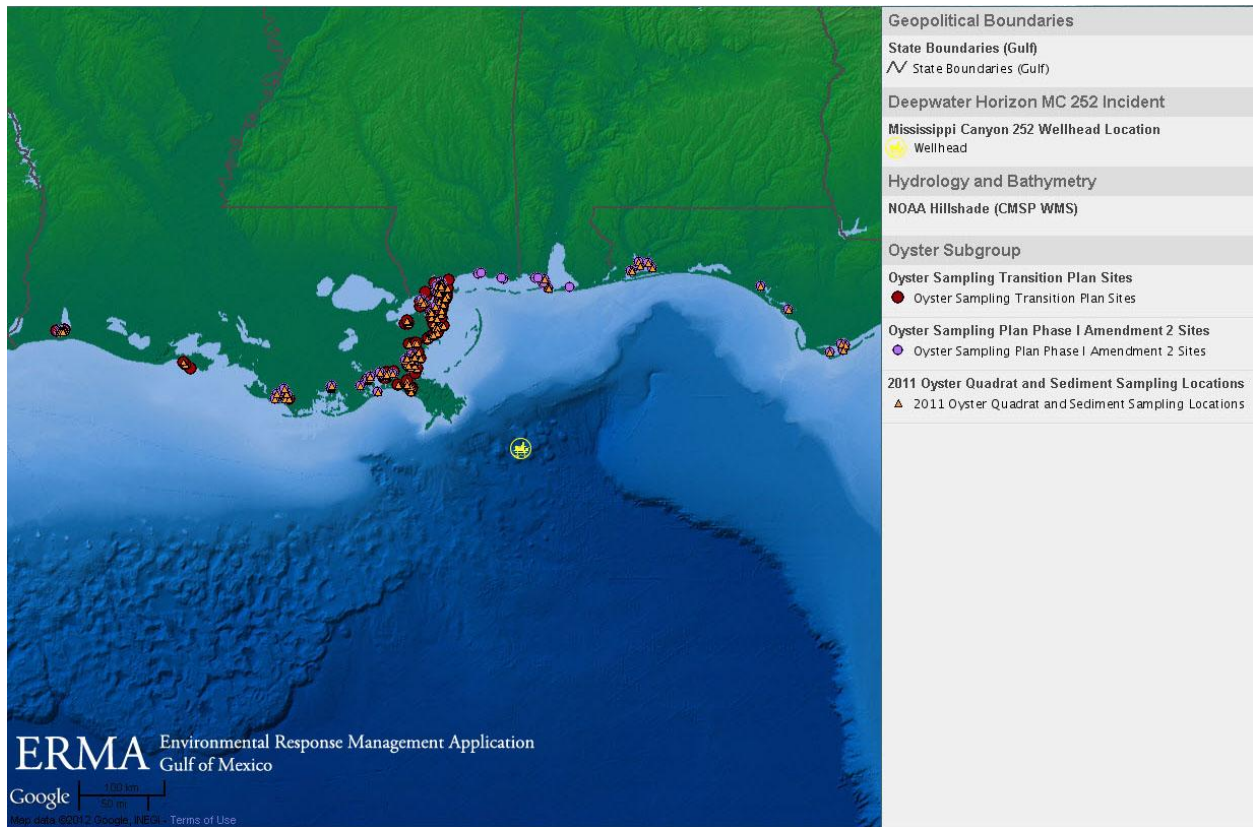 Geopolitical Boundaries
State Boundaries (Gulf)
State Boundaries (Gulf)
Deepwater Horizon MC 252 Incident
Mississippi Canyon 252 Wellhead Location
Wellhead
Hydrology and Bathymetry
NOAA Hillshade (CMSP WMS)
Oyster Subgroup
Oyster Sampling Transition Plan Sites
Oyster Sampling Transition Plan Sites
Oyster Sampling Plan Phase I Amendment 2 Sites
Oyster Sampling Plan Phase I Amendment 2 Sites
2011 Oyster Quadrat and Sediment Sampling Locations
2011 Oyster Quadrat and Sediment Sampling Locations
ERMA Environmental Response Management Application
Gulf of Mexico
Google
100 km
50 mi
Map data ©2012 Google, INEGI - Terms of Use